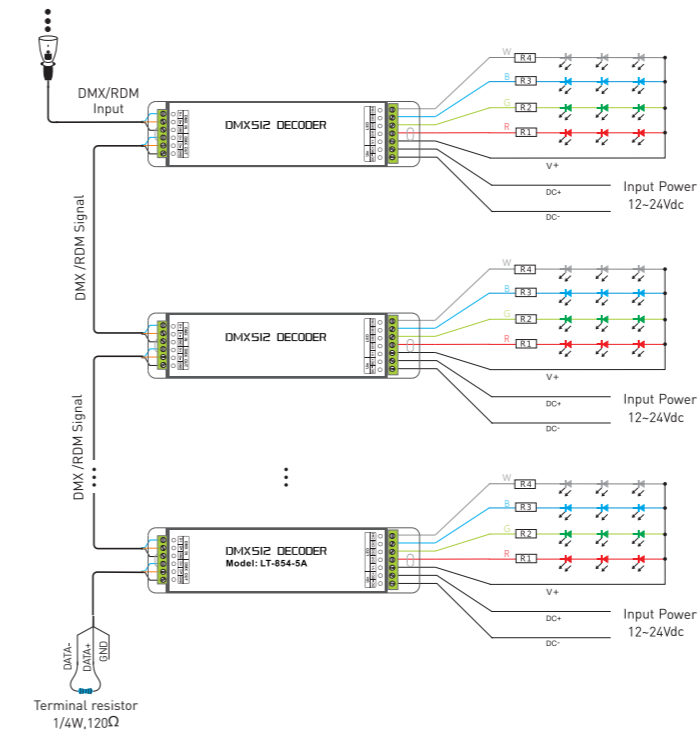 DMX/RDM
Input
DMX512 DECODER
W
R4
B
R3
G
R2
R
R1
V+
DC+
DC-
Input Power
12~24Vdc
DMX /RDM Signal
DMX512 DECODER
W
R4
B
R3
G
R2
R
R1
V+
DC+
DC-
Input Power
12~24Vdc
DMX /RDM Signal
DMX512 DECODER
Model: LT-854-5A
W
R4
B
R3
G
R2
R
R1
V+
DC+
DC-
Input Power
12~24Vdc
DATA-
DATA+
GND
Terminal resistor
1/4W,120Ω